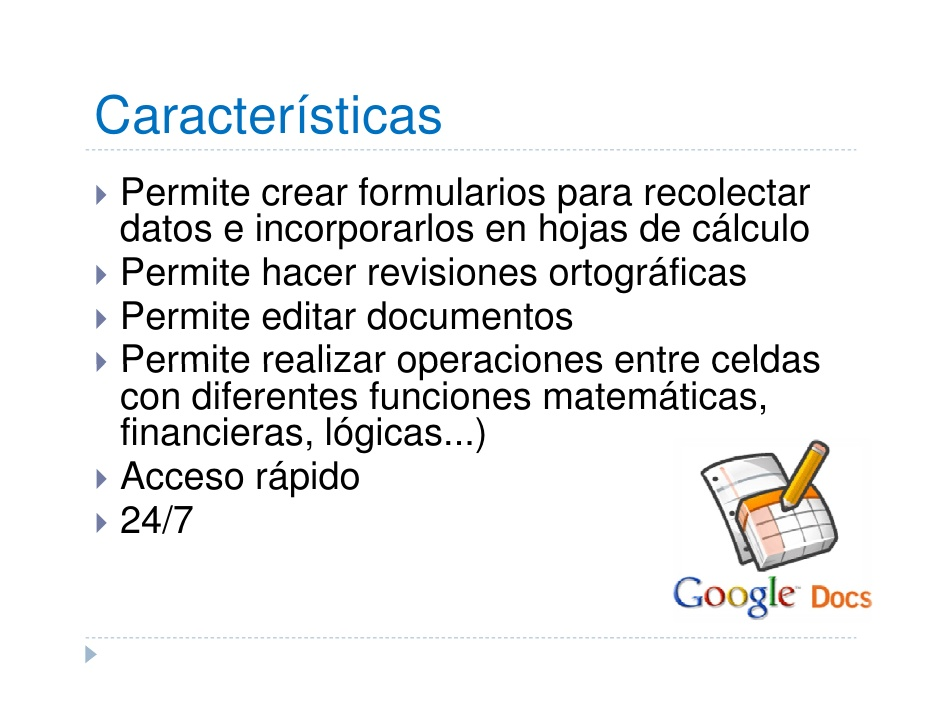 Características
Permite crear formularios para recolectar
datos e incorporarlos en hojas de cálculo
Permite hacer revisiones ortográficas
Permite editar documentos
Permite realizar operaciones entre celdas
con diferentes funciones matemáticas,
financieras, lógicas...)
Acceso rápido
24/7
Google™ Docs